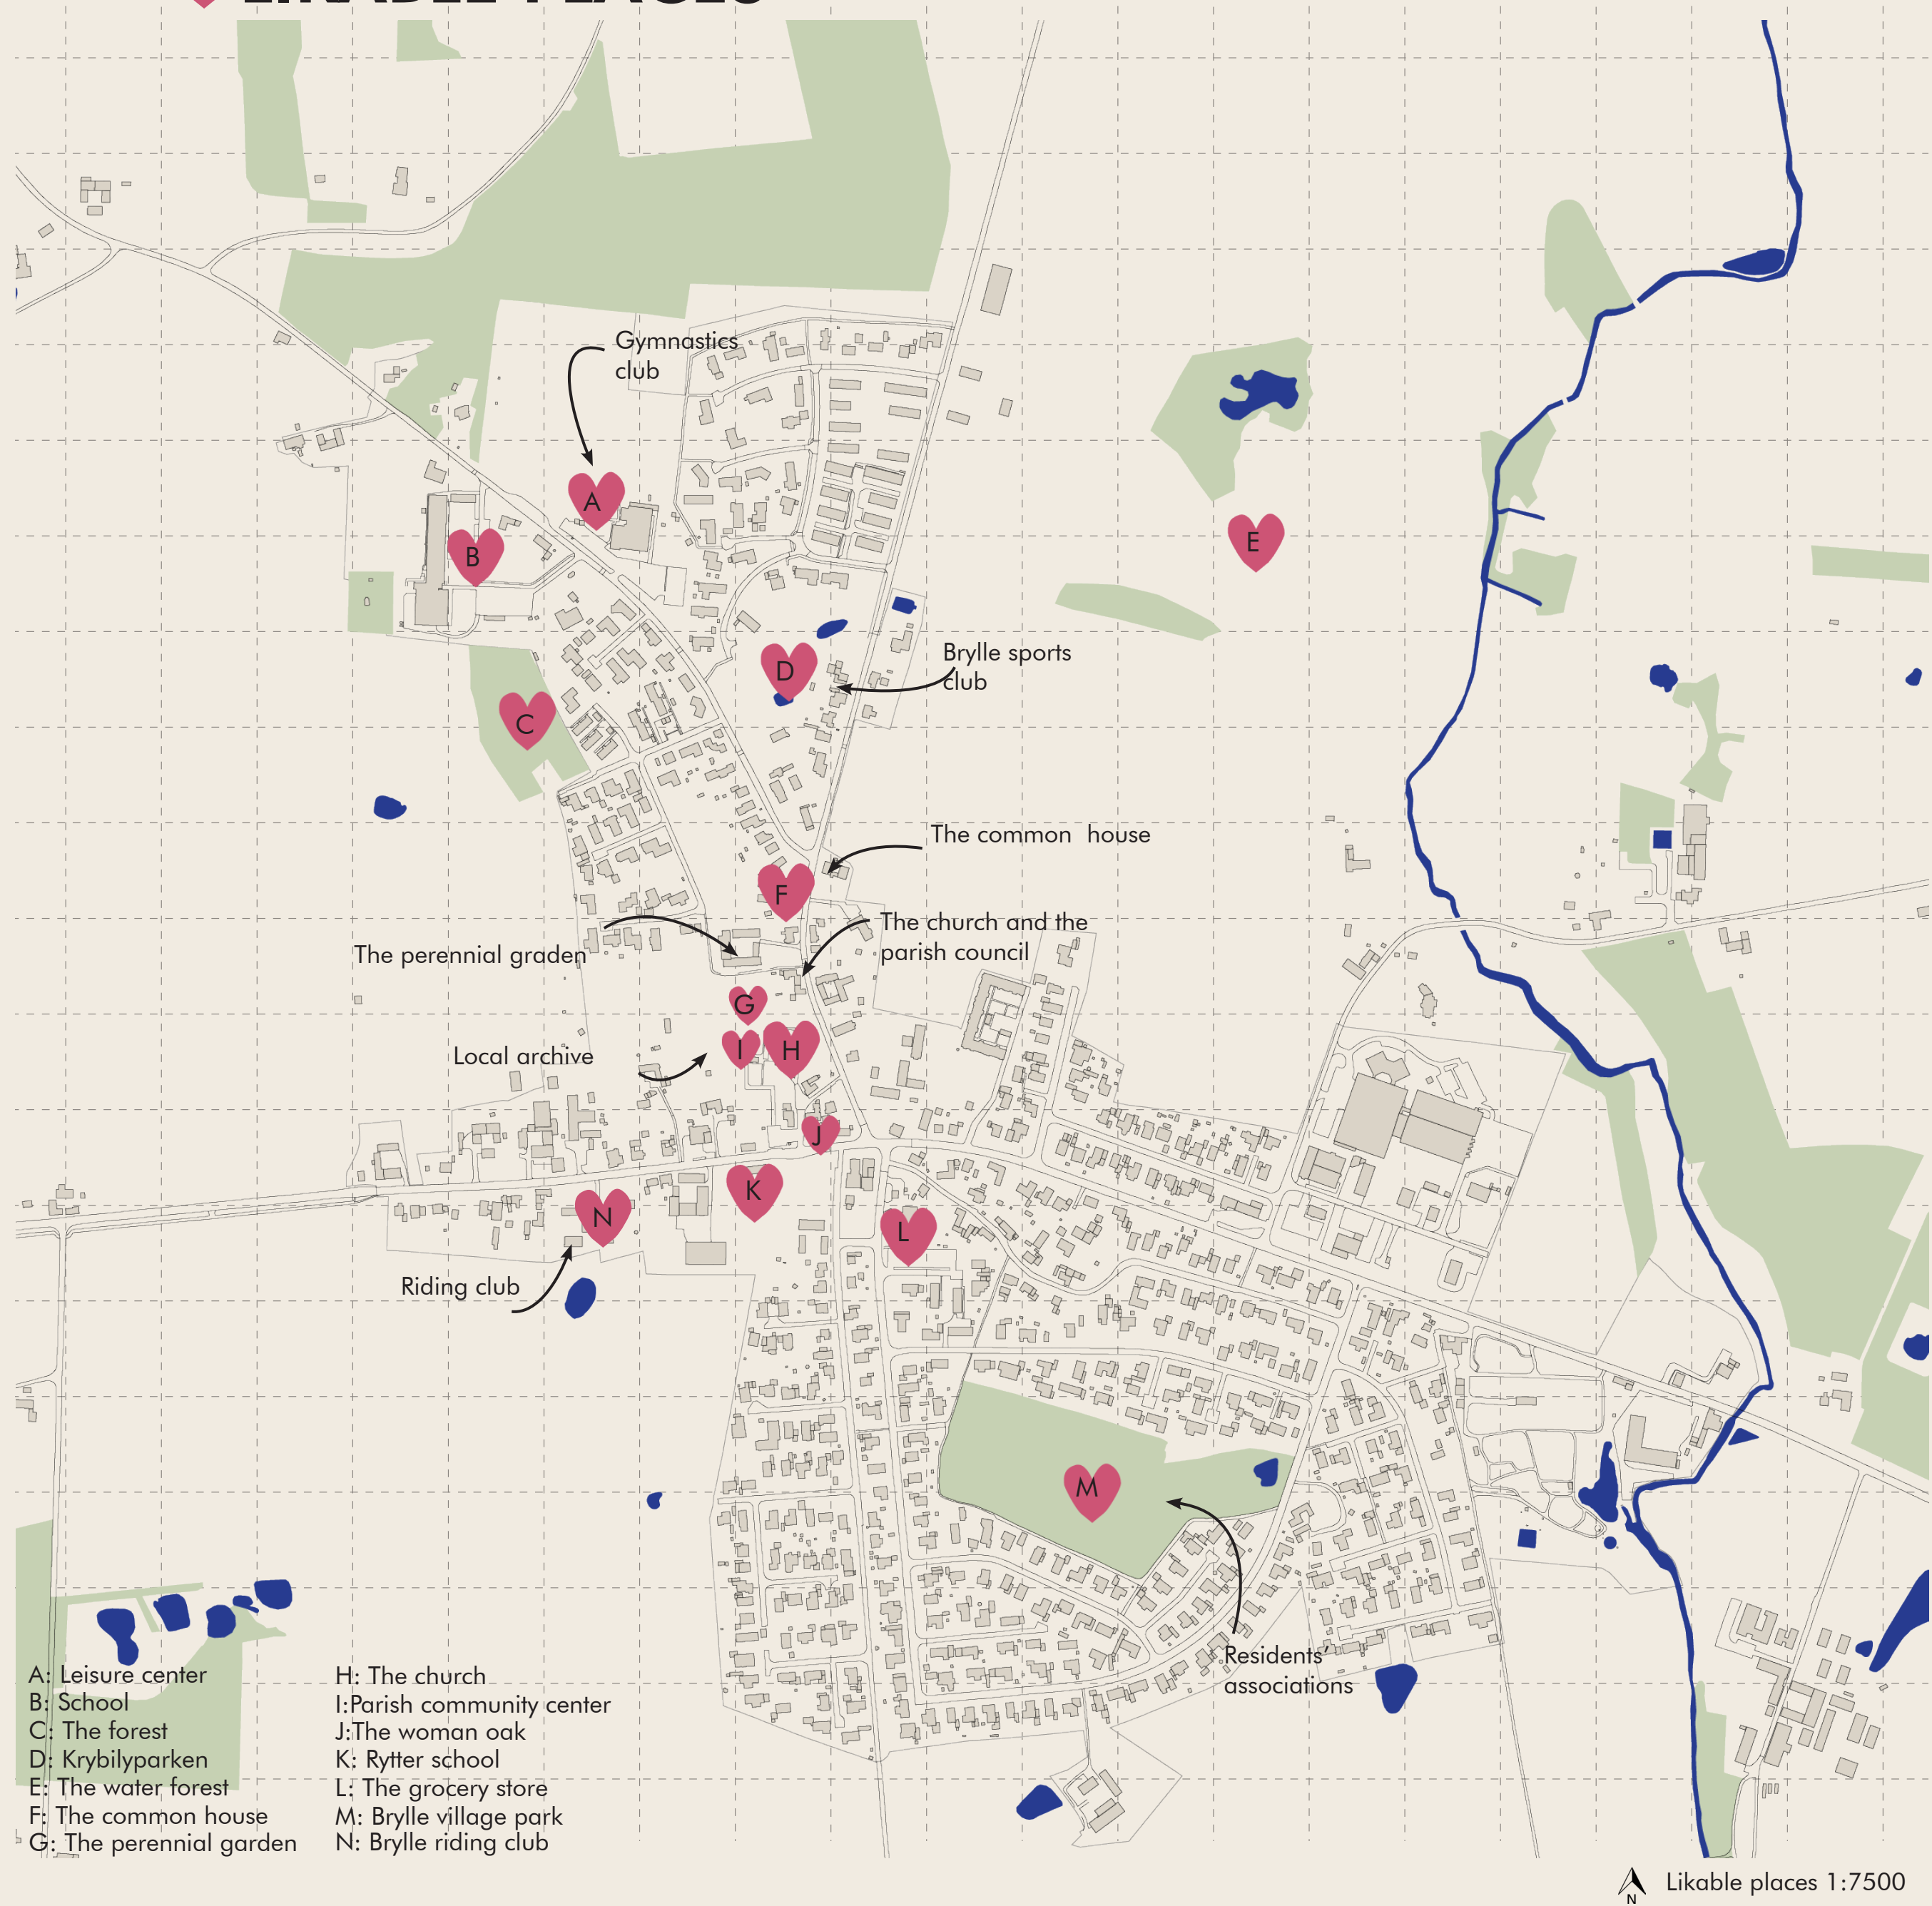 Gymnastics
club
A
B
E
Brylle sports
club
D
C
The common  house
F
The church and the
parish council
The perennial graden
G
Local archive
I
H
J
K
N
L
Riding club
M
Residents'
associations
A: Leisure center
B: School
C: The forest
D: Krybilyparken
E: The water forest
F: The common house
G: The perennial garden
H: The church
I:Parish community center
J:The woman oak
K: Rytter school
L: The grocery store
M: Brylle village park
N: Brylle riding club
N
Likable places 1:7500